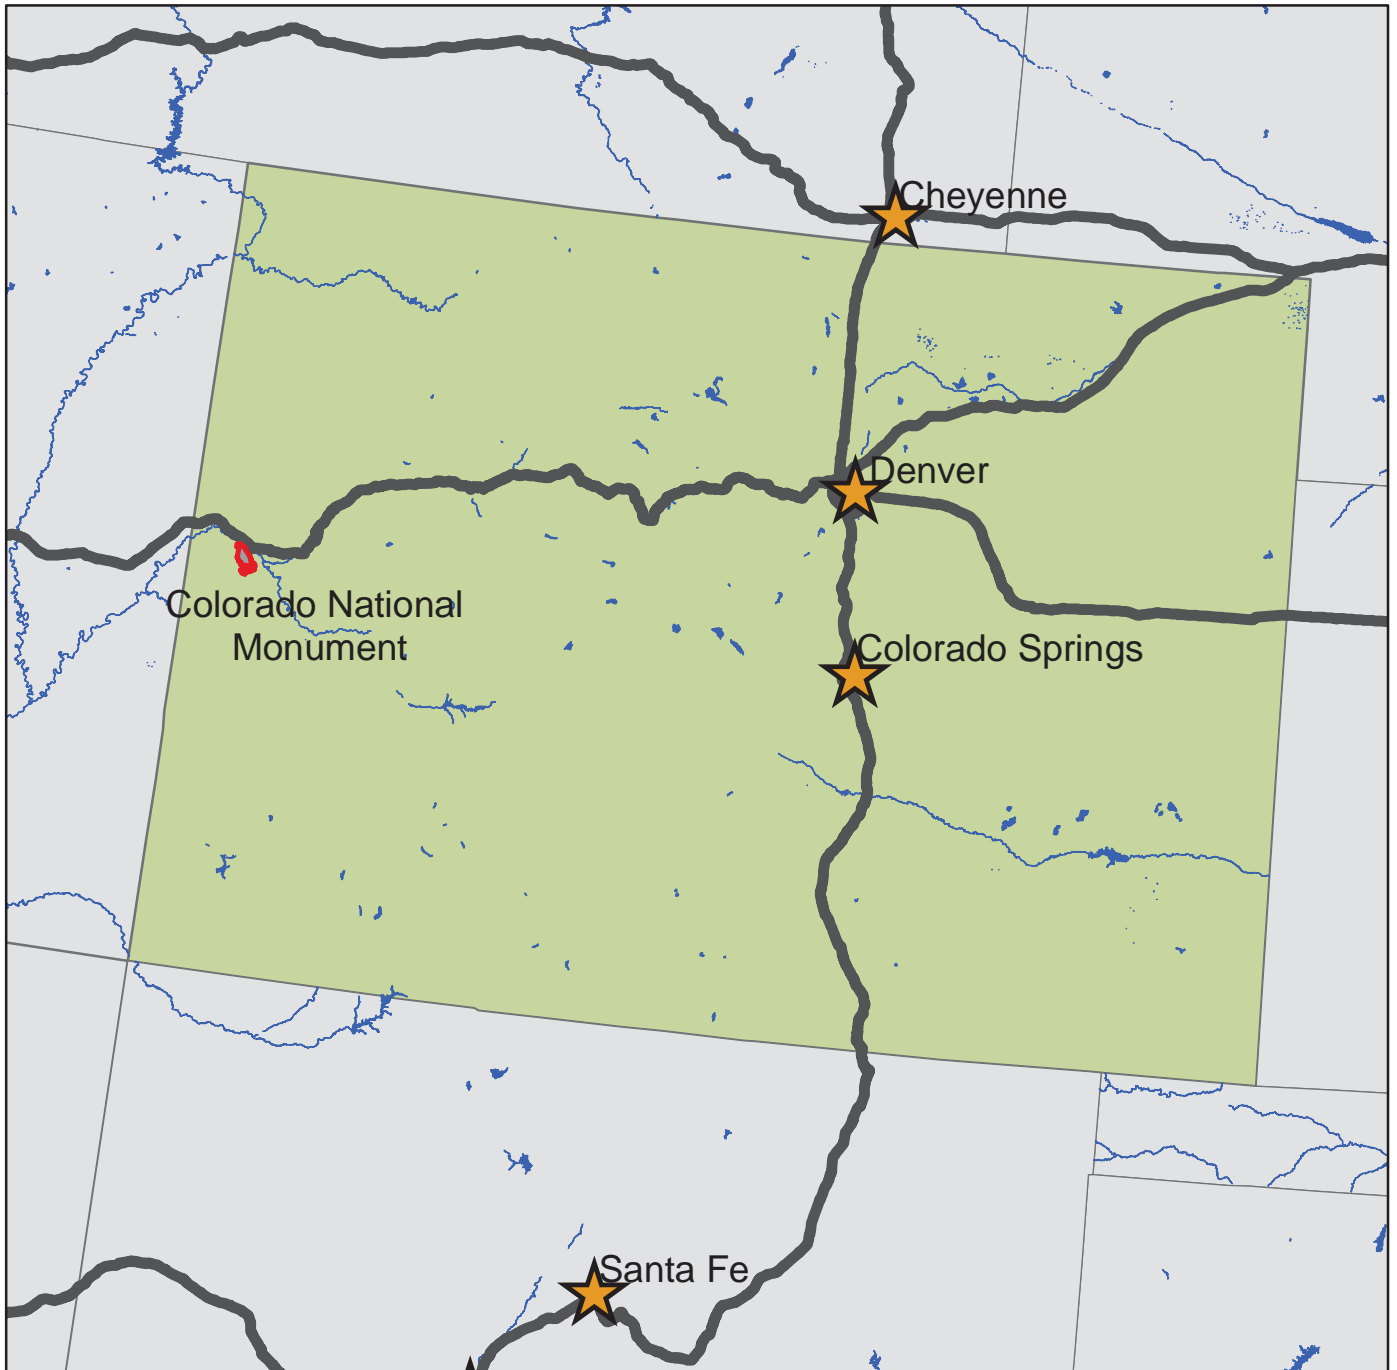 Cheyenne
Denver
Colorado National
Monument
Colorado Springs
Santa Fe